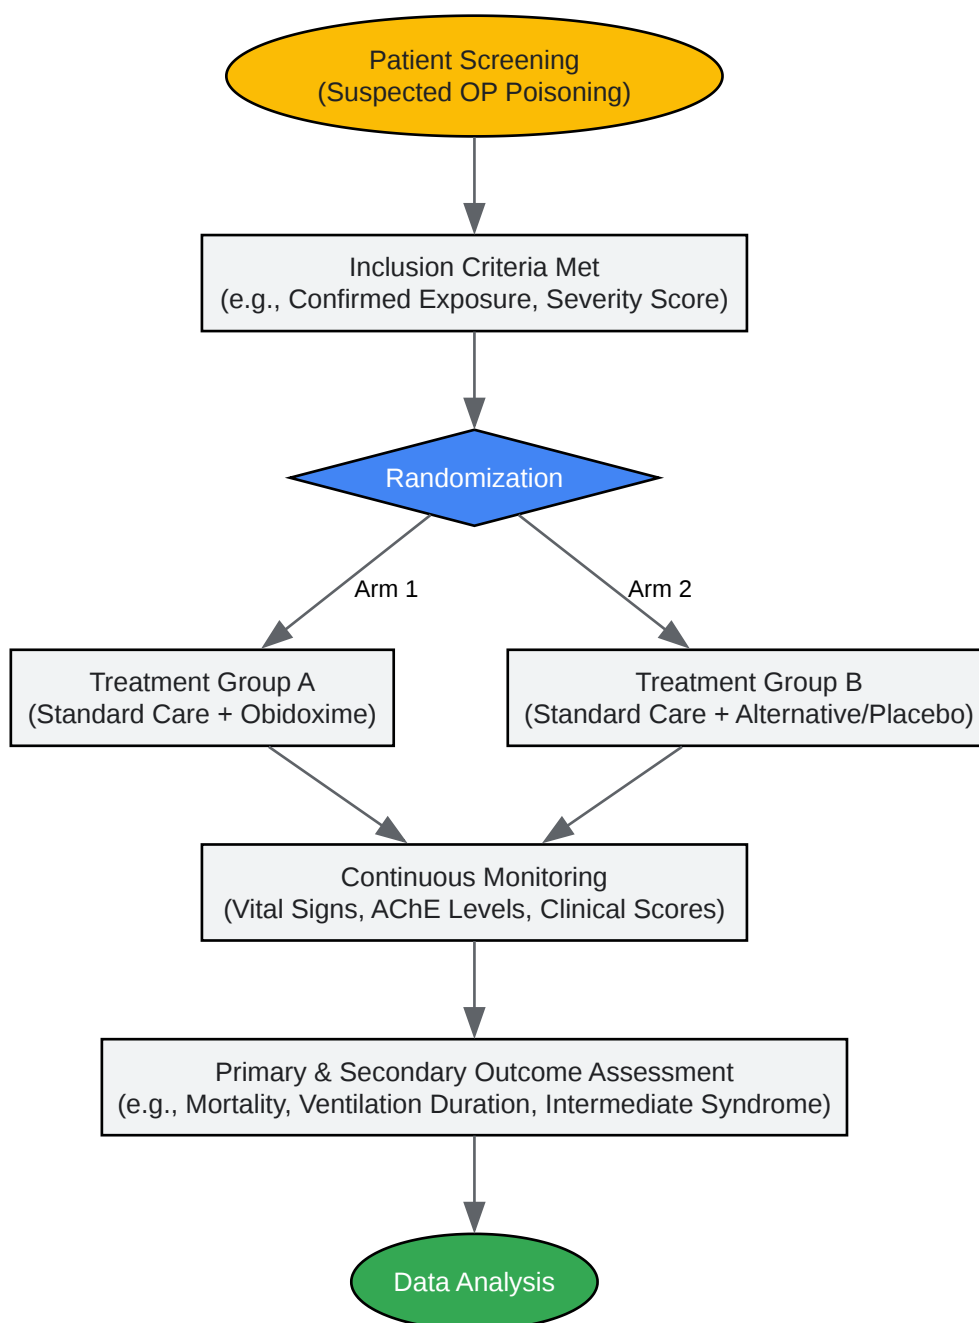 Patient Screening
(Suspected OP Poisoning)
Inclusion Criteria Met
(e.g., Confirmed Exposure, Severity Score)
Randomization
Arm 1
Arm 2
Treatment Group A
(Standard Care + Obidoxime)
Treatment Group B
(Standard Care + Alternative/Placebo)
Continuous Monitoring
(Vital Signs, AChE Levels, Clinical Scores)
Primary & Secondary Outcome Assessment
(e.g., Mortality, Ventilation Duration, Intermediate Syndrome)
Data Analysis